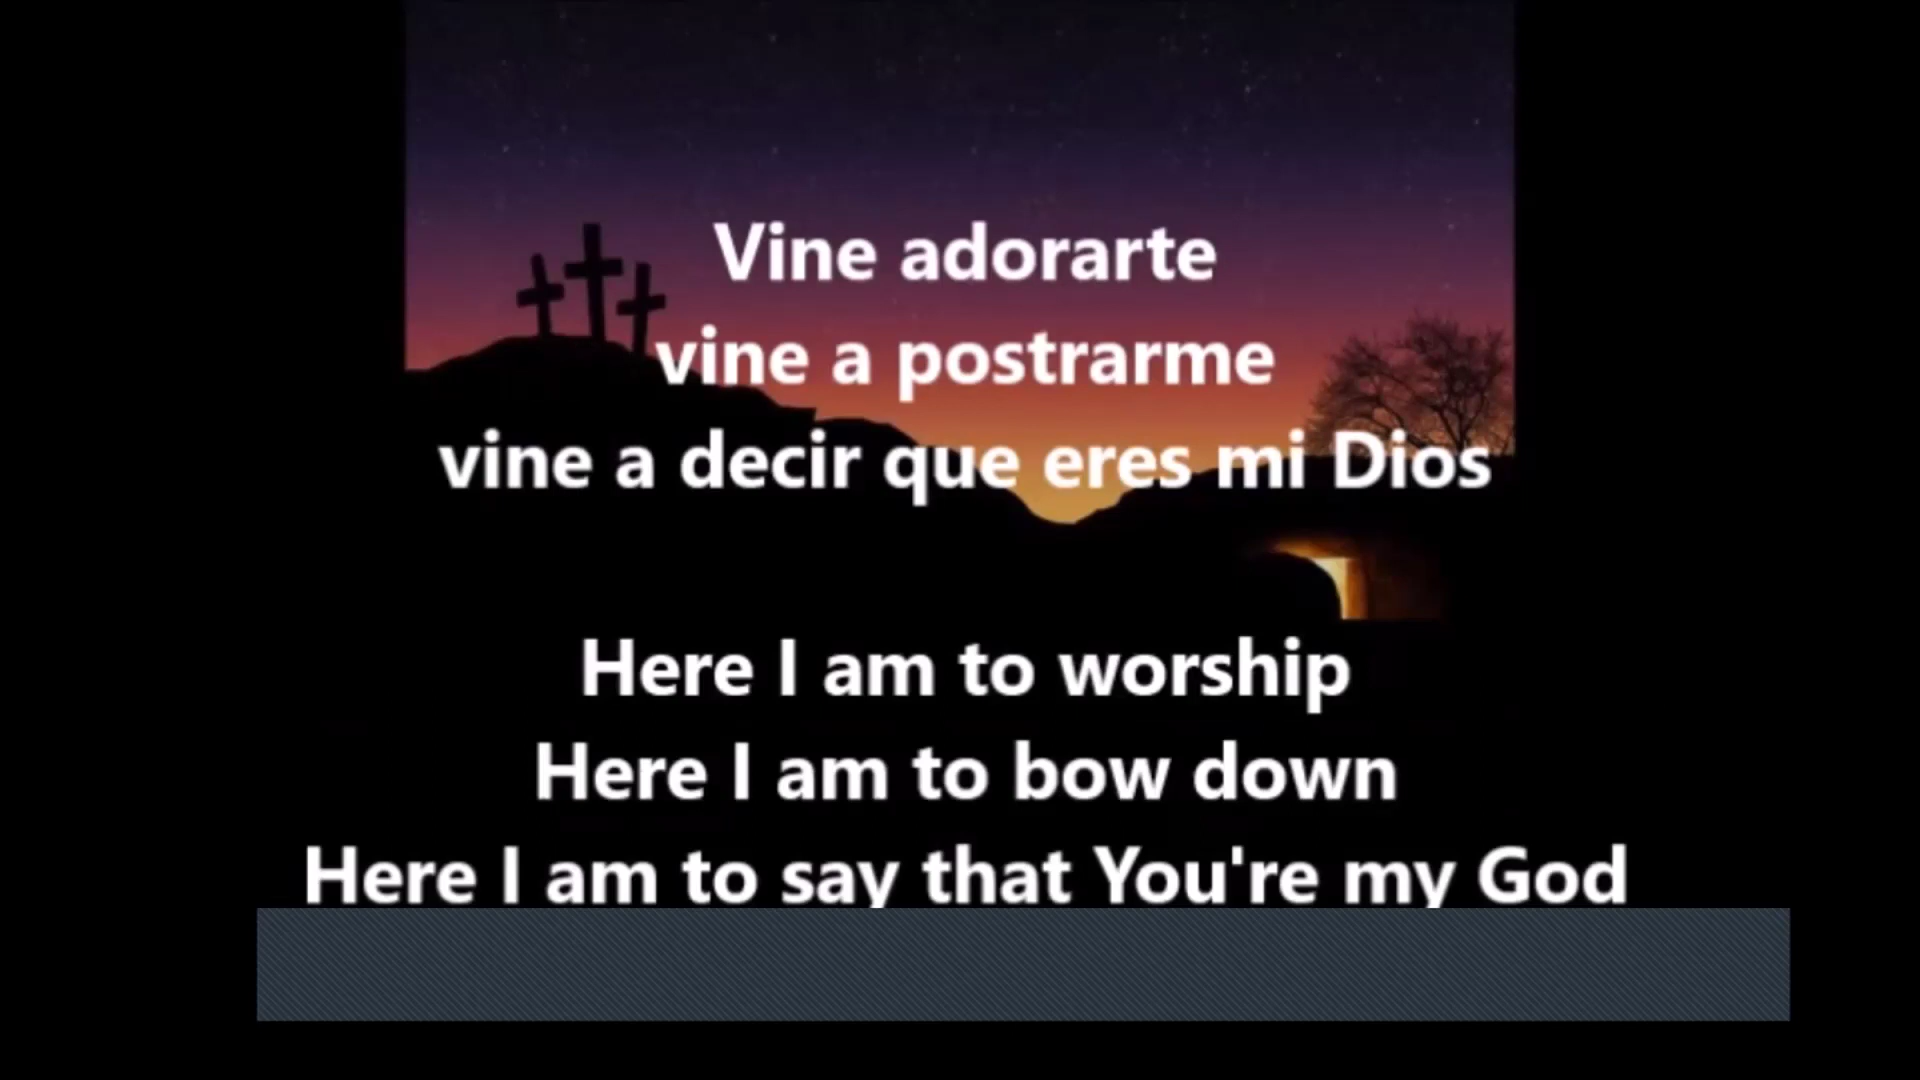 Vine adorarte
vine a postrarme
vine a decir que eres mi Dios
Here I am to worship
Here I am to bow down
Here I am to say that You're my God